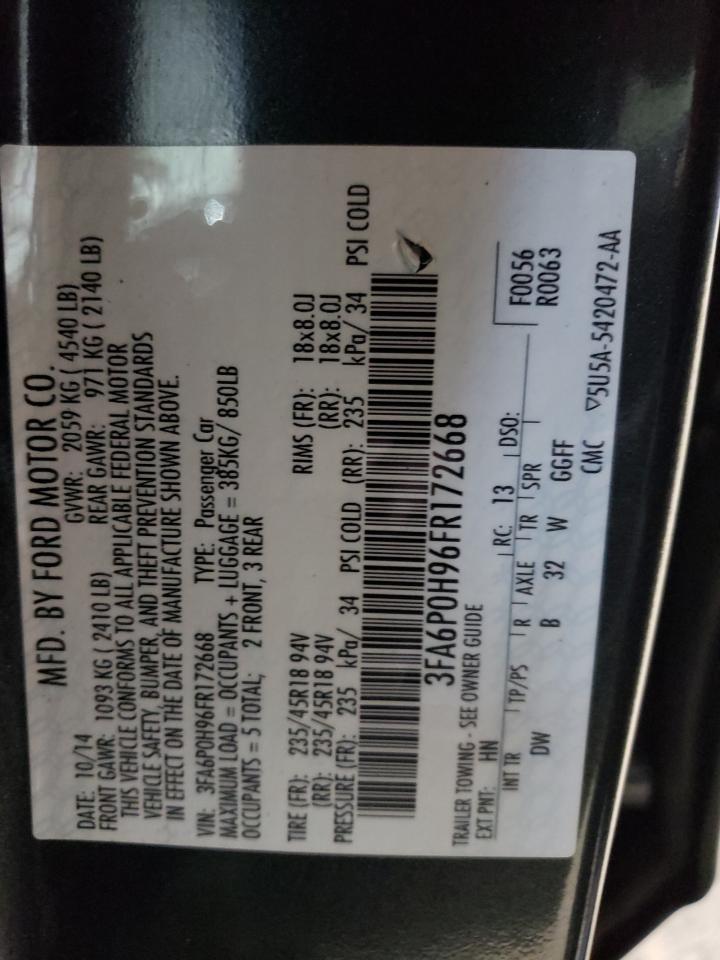 MFD. BY FORD MOTOR CO.
DATE: 10/14 GVWR: 2059 KG ( 4540 LB)
FRONT GAWR: 1093 KG ( 2410 LB) REAR GAWR: 971 KG ( 2140 LB)
THIS VEHICLE CONFORMS TO ALL APPLICABLE FEDERAL MOTOR
VEHICLE SAFETY, BUMPER, AND THEFT PREVENTION STANDARDS
IN EFFECT ON THE DATE OF MANUFACTURE SHOWN ABOVE.
VIN: 3FA6P0H96FR172668 TYPE: Passenger Car
MAXIMUM LOAD = OCCUPANTS + LUGGAGE = 385KG/ 850LB
OCCUPANTS = 5 TOTAL; 2 FRONT, 3 REAR
TIRE (FR): 235/45R18 94V RIMS (FR): 18x8.0J
(RR): 235/45R18 94V (RR): 18x8.0J
PRESSURE (FR): 235 kPa/ 34 PSI COLD (RR): 235 kPa/ 34 PSI COLD
3FA6P0H96FR172668
TRAILER TOWING - SEE OWNER GUIDE
EXT PNT: HN RC: 13 DSO: F0056
R0063
INT TR TP/PS R AXLE TR SPR
DW B 32 W GGFF
CMC ▽5U5A-5420472-AA